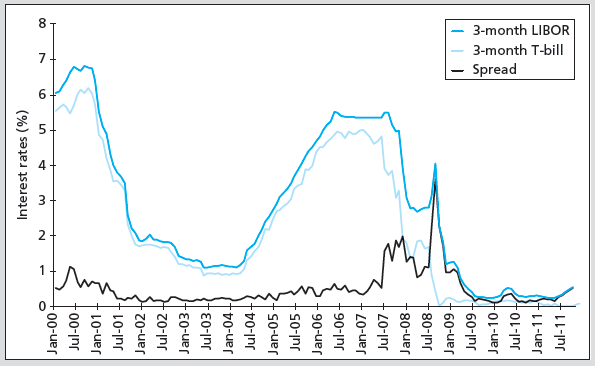 8
7
6
5
4
3
2
1
0
Interest rates (%)
3-month LIBOR
3-month T-bill
Spread
Jan-00
Jul-00
Jan-01
Jul-01
Jan-02
Jul-02
Jan-03
Jul-03
Jan-04
Jul-04
Jan-05
Jul-05
Jan-06
Jul-06
Jan-07
Jul-07
Jan-08
Jul-08
Jan-09
Jul-09
Jan-10
Jul-10
Jan-11
Jul-11